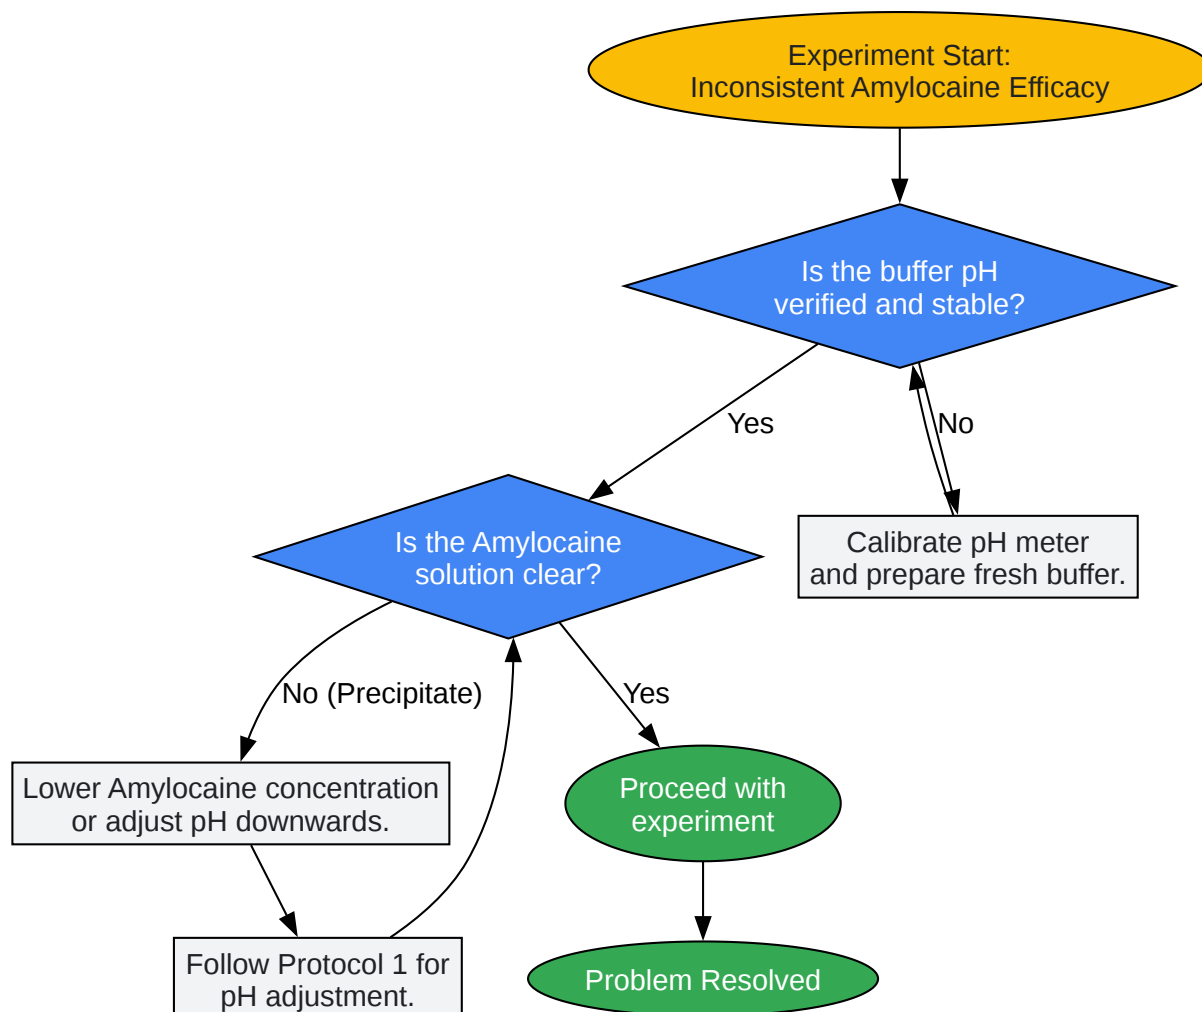 Experiment Start:
Inconsistent Amylocaine Efficacy
Is the buffer pH
verified and stable?
Yes
No
Is the Amylocaine
solution clear?
Calibrate pH meter
and prepare fresh buffer.
No (Precipitate)
Yes
Lower Amylocaine concentration
or adjust pH downwards.
Proceed with
experiment
Follow Protocol 1 for
pH adjustment.
Problem Resolved